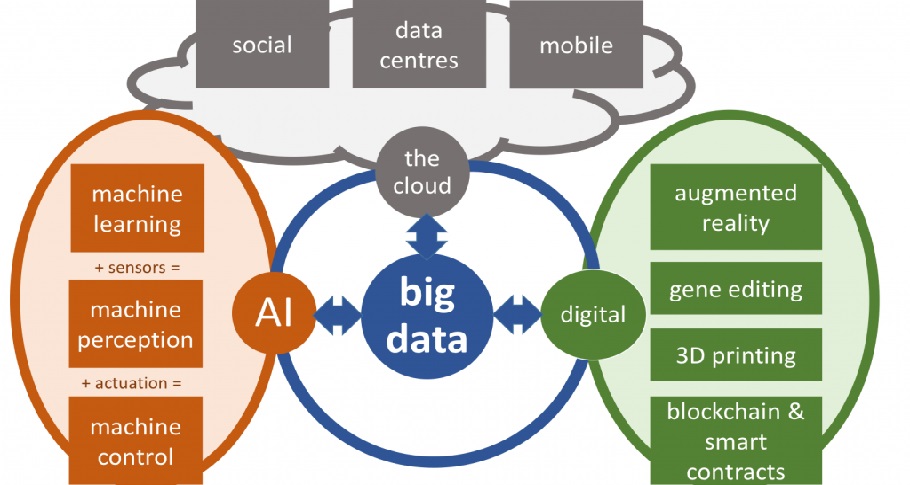 social
data
centres
mobile
the
cloud
machine
learning
+ sensors =
machine
perception
+ actuation =
machine
control
AI
big
data
digital
augmented
reality
gene editing
3D printing
blockchain &
smart
contracts